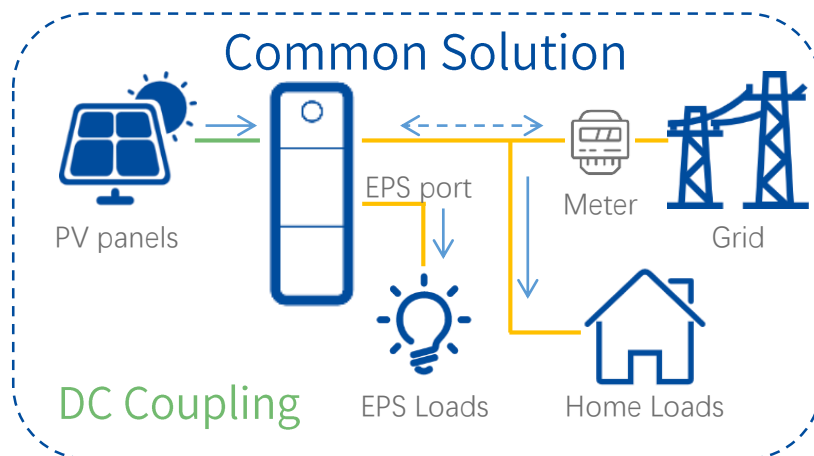 Common Solution
EPS port
Meter
PV panels
Grid
DC Coupling
EPS Loads
Home Loads